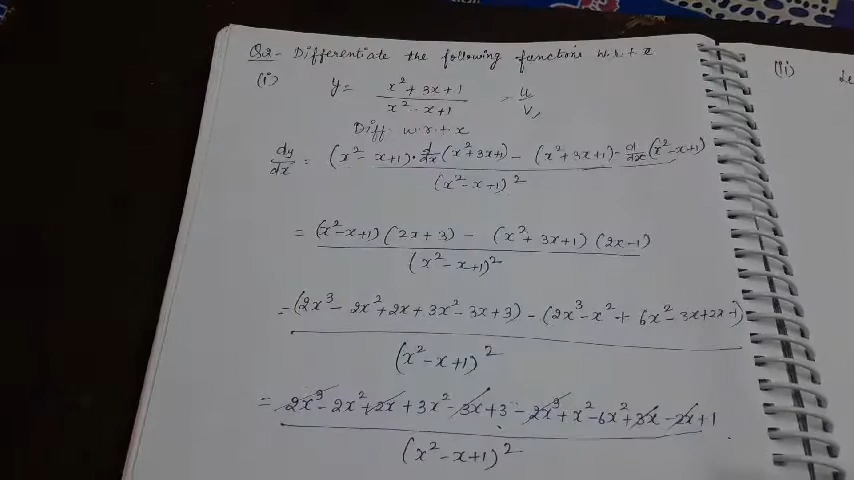 Q2- Differentiate the following functions w.r.t x
(i) y = x² + 3x + 1 / x² - x + 1 = u/v,
Diff. w.r.t x
dy/dx = (x² - x+1)·d/dx(x²+3x+1) - (x²+3x+1)·d/dx(x²-x+1) / (x²-x+1)²
= (x²-x+1)(2x+3) - (x²+3x+1)(2x-1) / (x²-x+1)²
= (2x³- 2x²+2x + 3x²-3x+3) - (2x³-x²+ 6x²-3x+2x-1) / (x²-x+1)²
= 2x³-2x²+2x+3x²-3x+3-2x³+x²-6x²+3x-2x+1 / (x²-x+1)²
(ii)